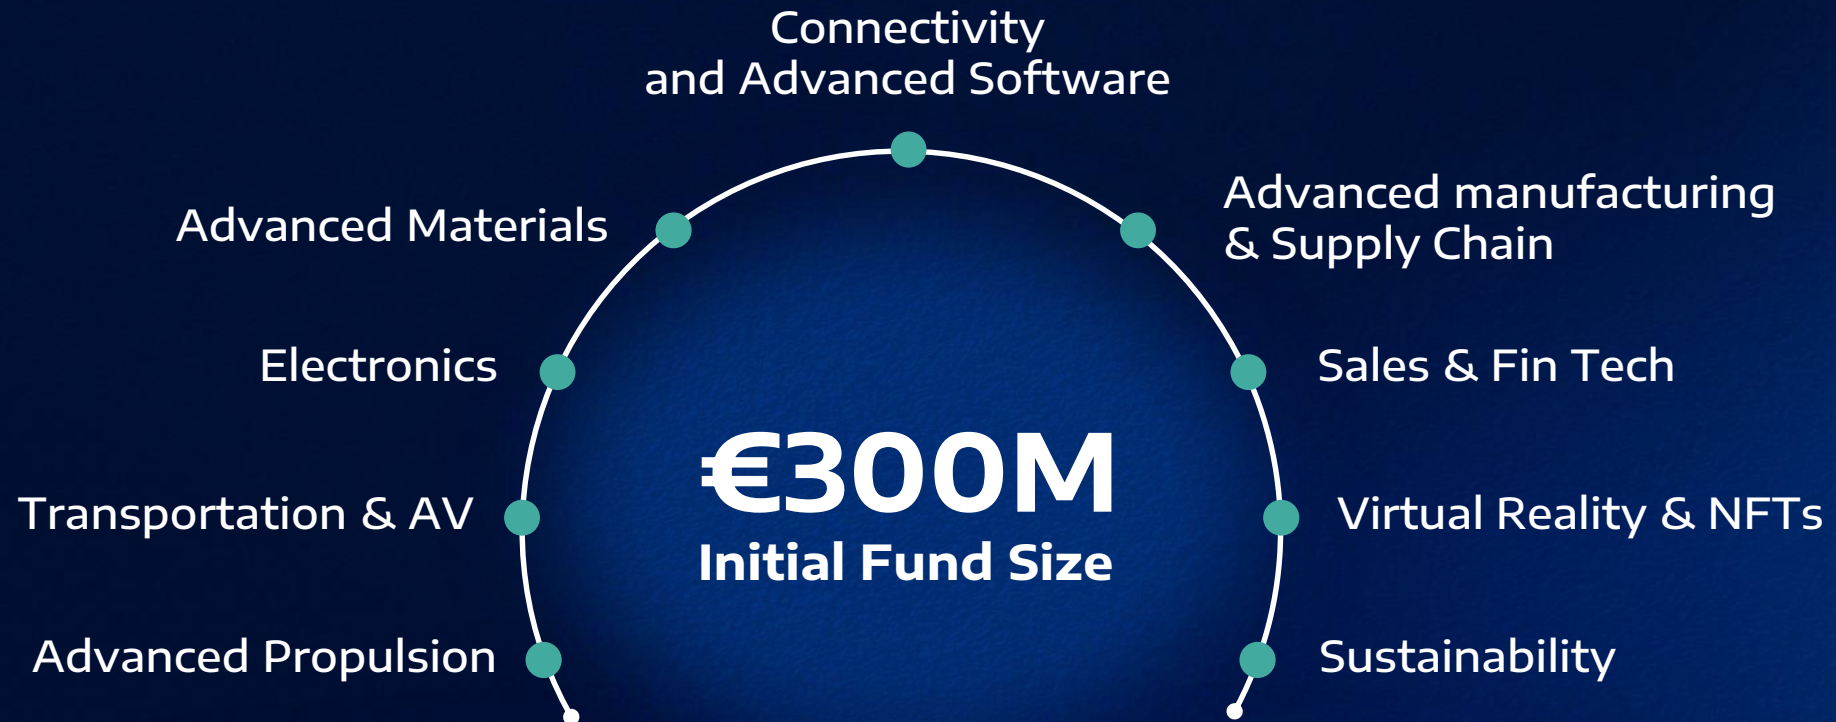 Connectivity
and Advanced Software
Advanced Materials
Advanced manufacturing
& Supply Chain
Electronics
Sales & Fin Tech
€300M
Initial Fund Size
Transportation & AV
Virtual Reality & NFTs
Advanced Propulsion
Sustainability